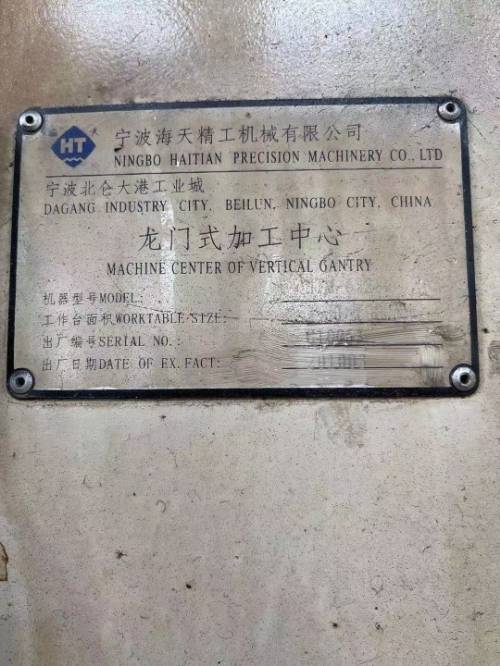 HT
宁波海天精工机械有限公司
NINGBO HAITIAN PRECISION MACHINERY CO., LTD
宁波北仑大港工业城
DAGANG INDUSTRY CITY, BEILUN, NINGBO CITY, CHINA
龙门式加工中心
MACHINE CENTER OF VERTICAL GANTRY
机器型号MODEL:
工作台面积WORKTABLE SIZE:
出厂编号SERIAL NO.:
出厂日期DATE OF EX.FACT: